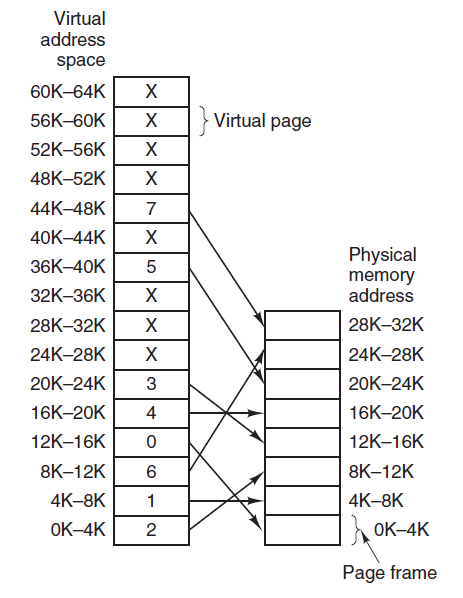 Virtual
address
space
60K–64K X
56K–60K X Virtual page
52K–56K X
48K–52K X
44K–48K 7
40K–44K X
36K–40K 5
32K–36K X
28K–32K X
24K–28K X
20K–24K 3
16K–20K 4
12K–16K 0
8K–12K 6
4K–8K 1
0K–4K 2
Physical
memory
address
28K–32K
24K–28K
20K–24K
16K–20K
12K–16K
8K–12K
4K–8K
0K–4K
Page frame